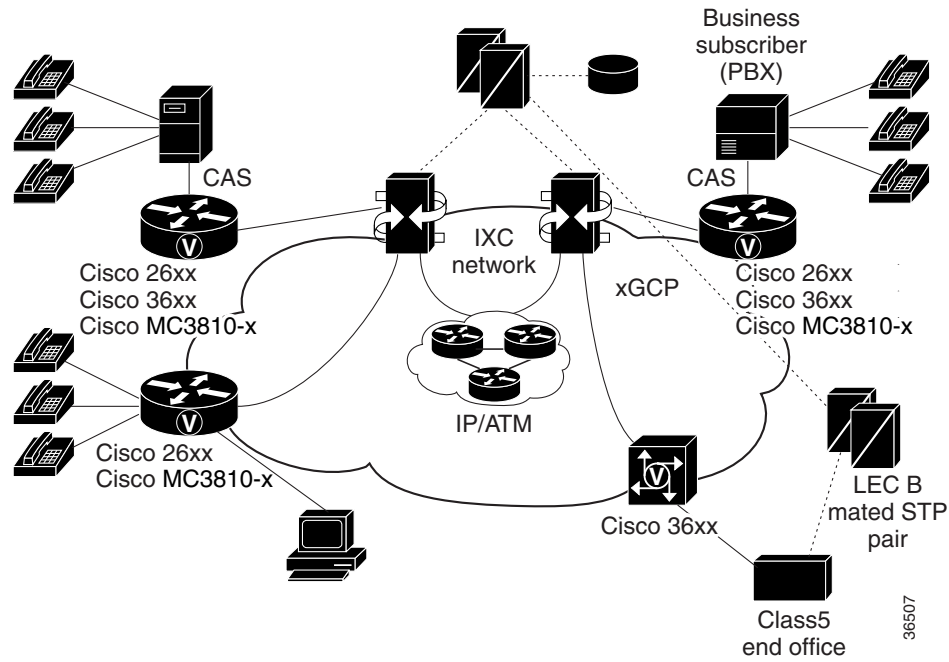 Business
subscriber
(PBX)
CAS
CAS
IXC
network
xGCP
V
V
Cisco 26xx
Cisco 36xx
Cisco MC3810-x
Cisco 26xx
Cisco 36xx
Cisco MC3810-x
IP/ATM
V
V
Cisco 26xx
Cisco MC3810-x
Cisco 36xx
LEC B
mated STP
pair
Class5
end office
36507